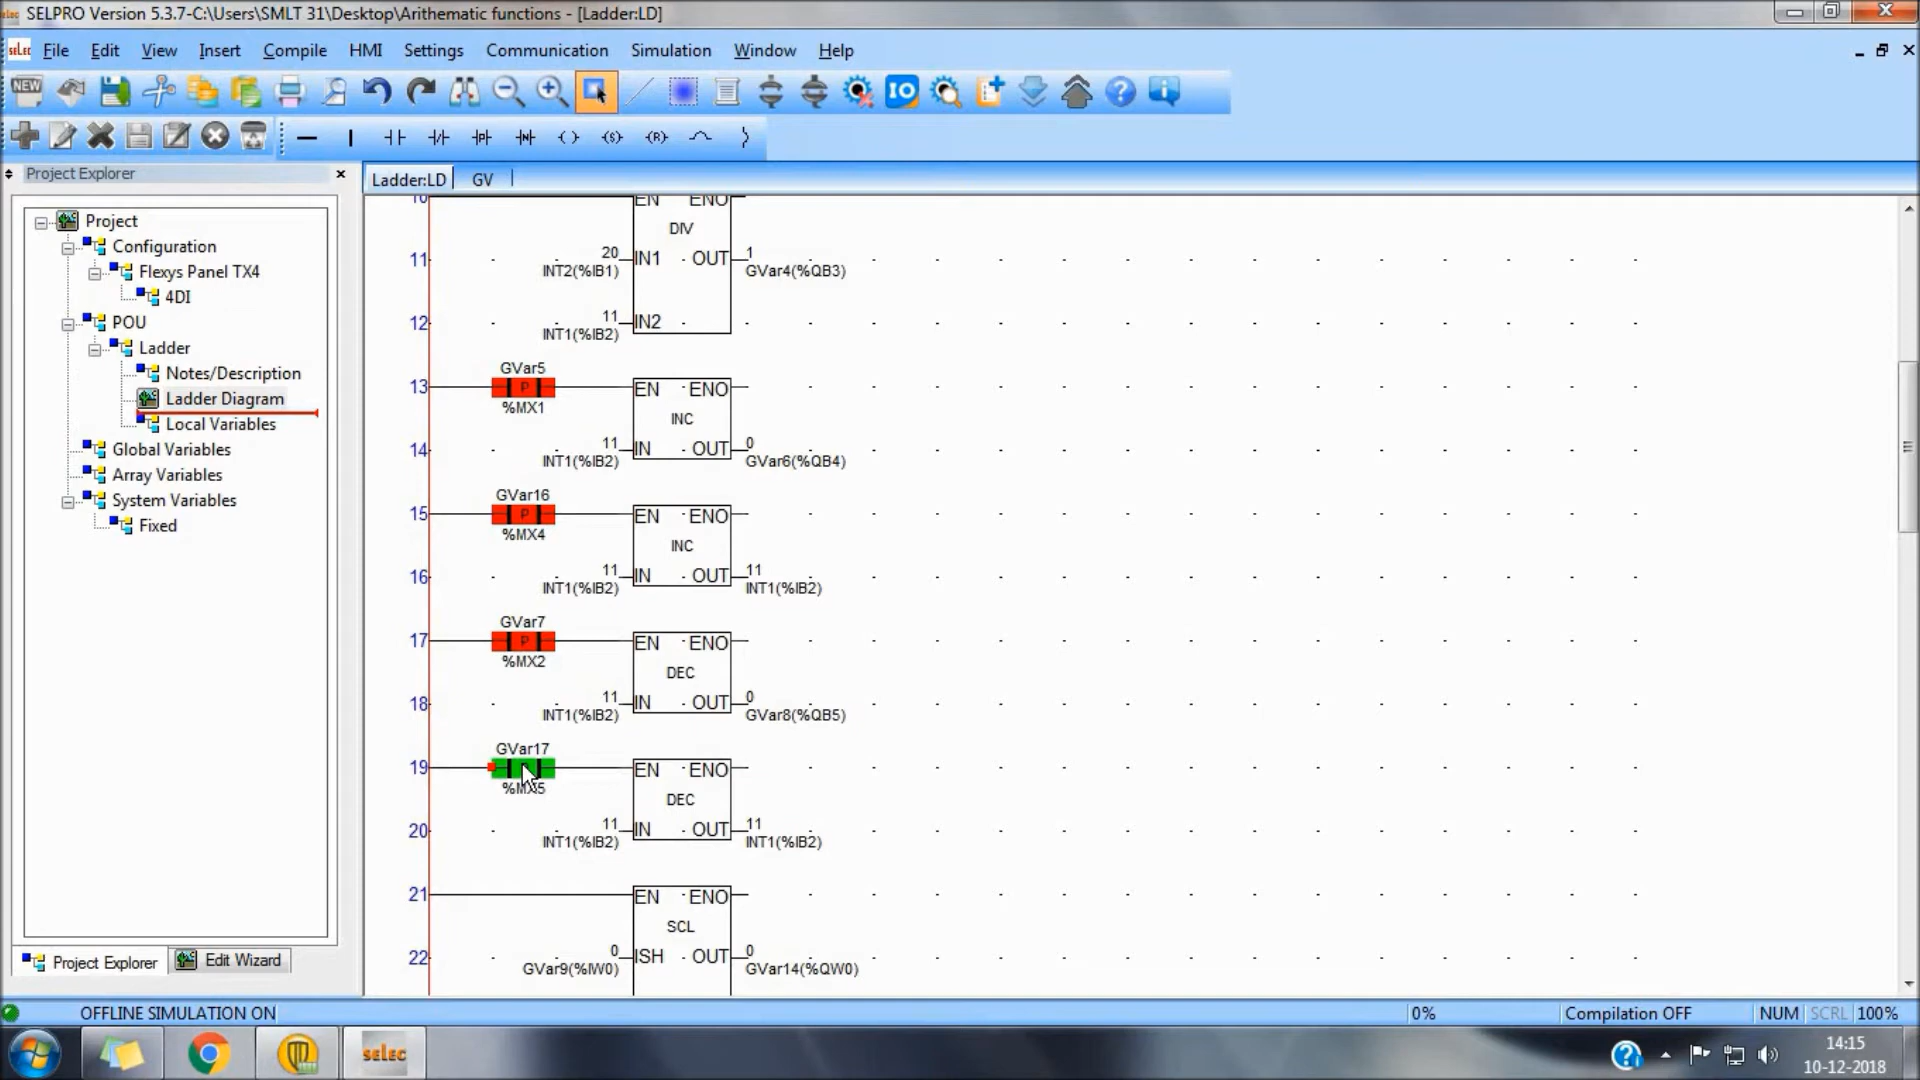 SELPRO Version 5.3.7-C:\Users\SMLT 31\Desktop\Arithematic functions - [Ladder:LD]
selec File Edit View Insert Compile HMI Settings Communication Simulation Window Help
NEW IO
P N (S) (R)
Project Explorer
Ladder:LD GV
Project
Configuration
Flexys Panel TX4
4DI
POU
Ladder
Notes/Description
Ladder Diagram
Local Variables
Global Variables
Array Variables
System Variables
Fixed
Project Explorer Edit Wizard
10 EN ENO
DIV
11 20 IN1 OUT 1
INT2(%IB1) GVar4(%QB3)
12 11 IN2
INT1(%IB2)
GVar5
13 P EN ENO
%MX1
INC
14 11 IN OUT 0
INT1(%IB2) GVar6(%QB4)
GVar16
15 P EN ENO
%MX4
INC
16 11 IN OUT 11
INT1(%IB2) INT1(%IB2)
GVar7
17 P EN ENO
%MX2
DEC
18 11 IN OUT 0
INT1(%IB2) GVar8(%QB5)
GVar17
19 EN ENO
%MX5
DEC
20 11 IN OUT 11
INT1(%IB2) INT1(%IB2)
21 EN ENO
SCL
22 0 ISH OUT 0
GVar9(%IW0) GVar14(%QW0)
OFFLINE SIMULATION ON 0% Compilation OFF NUM SCRL 100%
selec
14:15
10-12-2018